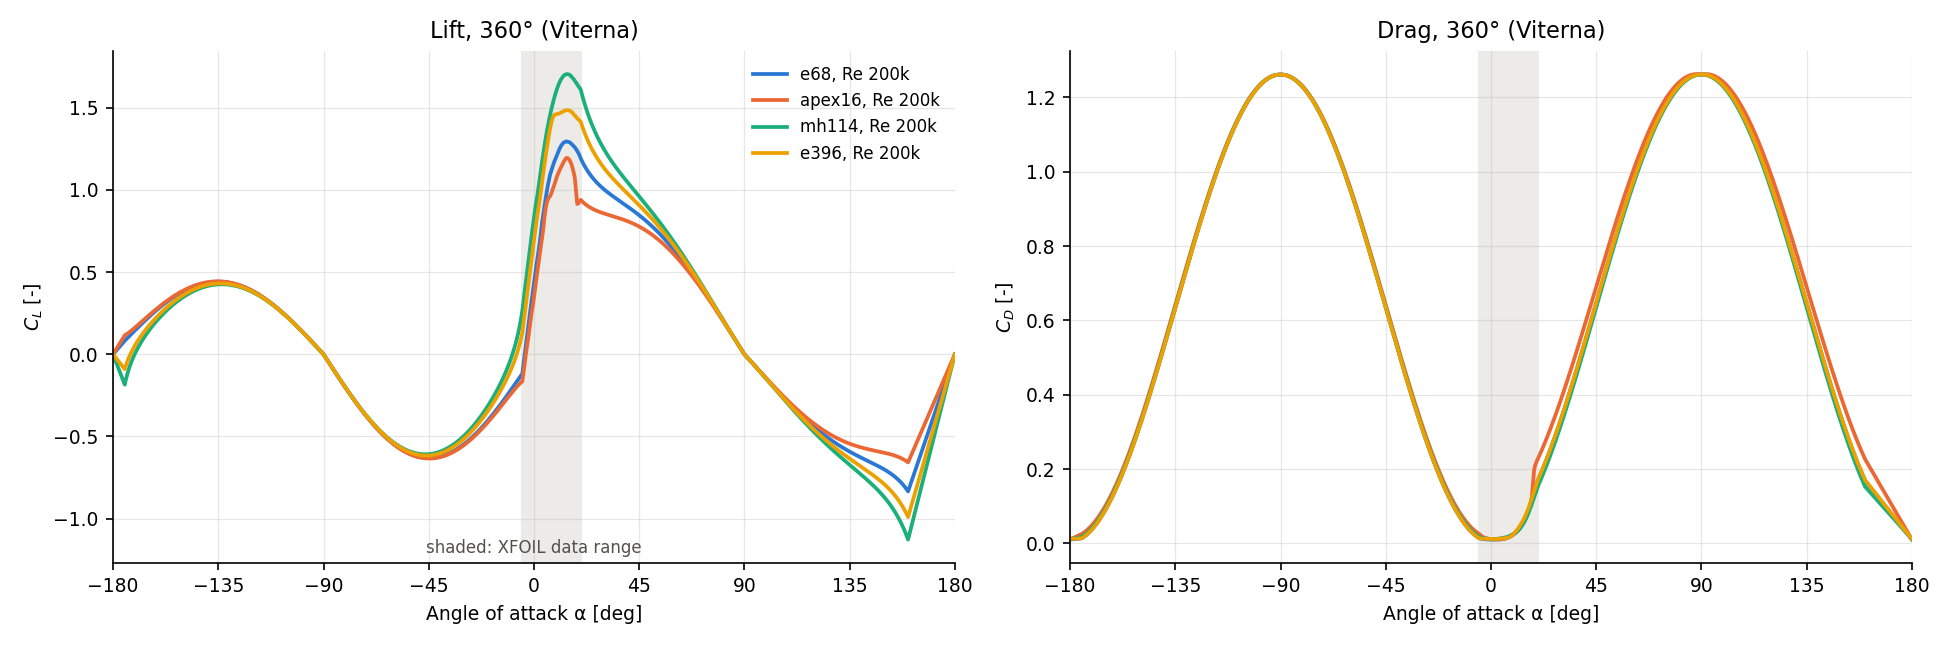 Lift, 360° (Viterna)
e68, Re 200k
apex16, Re 200k
mh114, Re 200k
e396, Re 200k
1.5
1.0
0.5
0.0
−0.5
−1.0
C_L [-]
shaded: XFOIL data range
−180 −135 −90 −45 0 45 90 135 180
Angle of attack α [deg]
Drag, 360° (Viterna)
1.2
1.0
0.8
0.6
0.4
0.2
0.0
C_D [-]
−180 −135 −90 −45 0 45 90 135 180
Angle of attack α [deg]